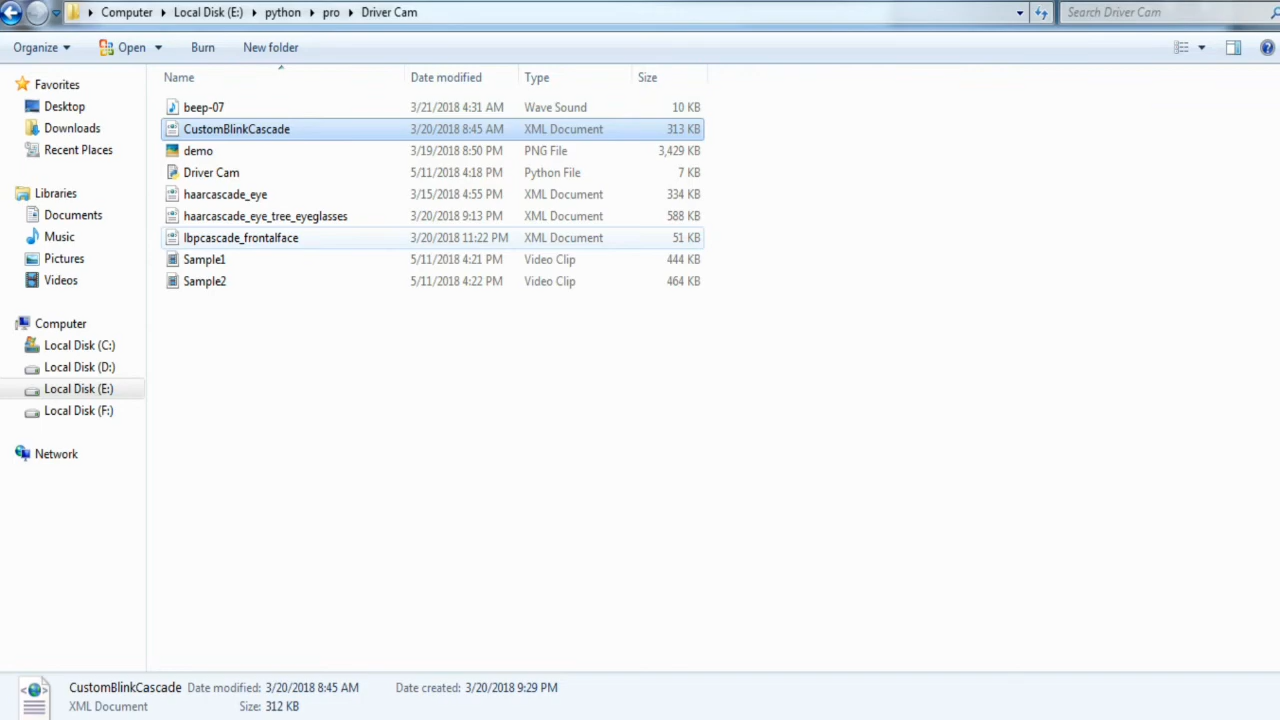 Computer Local Disk (E:) python pro Driver Cam Search Driver Cam
Organize Open Burn New folder
Name Date modified Type Size
Favorites
Desktop
Downloads
Recent Places
Libraries
Documents
Music
Pictures
Videos
Computer
Local Disk (C:)
Local Disk (D:)
Local Disk (E:)
Local Disk (F:)
Network
beep-07 3/21/2018 4:31 AM Wave Sound 10 KB
CustomBlinkCascade 3/20/2018 8:45 AM XML Document 313 KB
demo 3/19/2018 8:50 PM PNG File 3,429 KB
Driver Cam 5/11/2018 4:18 PM Python File 7 KB
haarcascade_eye 3/15/2018 4:55 PM XML Document 334 KB
haarcascade_eye_tree_eyeglasses 3/20/2018 9:13 PM XML Document 588 KB
lbpcascade_frontalface 3/20/2018 11:22 PM XML Document 51 KB
Sample1 5/11/2018 4:21 PM Video Clip 444 KB
Sample2 5/11/2018 4:22 PM Video Clip 464 KB
CustomBlinkCascade Date modified: 3/20/2018 8:45 AM Date created: 3/20/2018 9:29 PM
XML Document Size: 312 KB